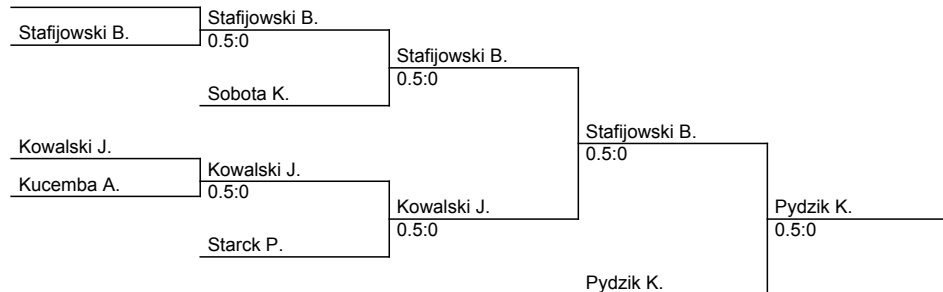 Stafijowski B.
Stafijowski B.
0.5:0
Stafijowski B.
0.5:0
Sobota K.
Stafijowski B.
0.5:0
Kowalski J.
Kucemba A.
Kowalski J.
0.5:0
Kowalski J.
0.5:0
Starck P.
Pydzik K.
0.5:0
Pydzik K.